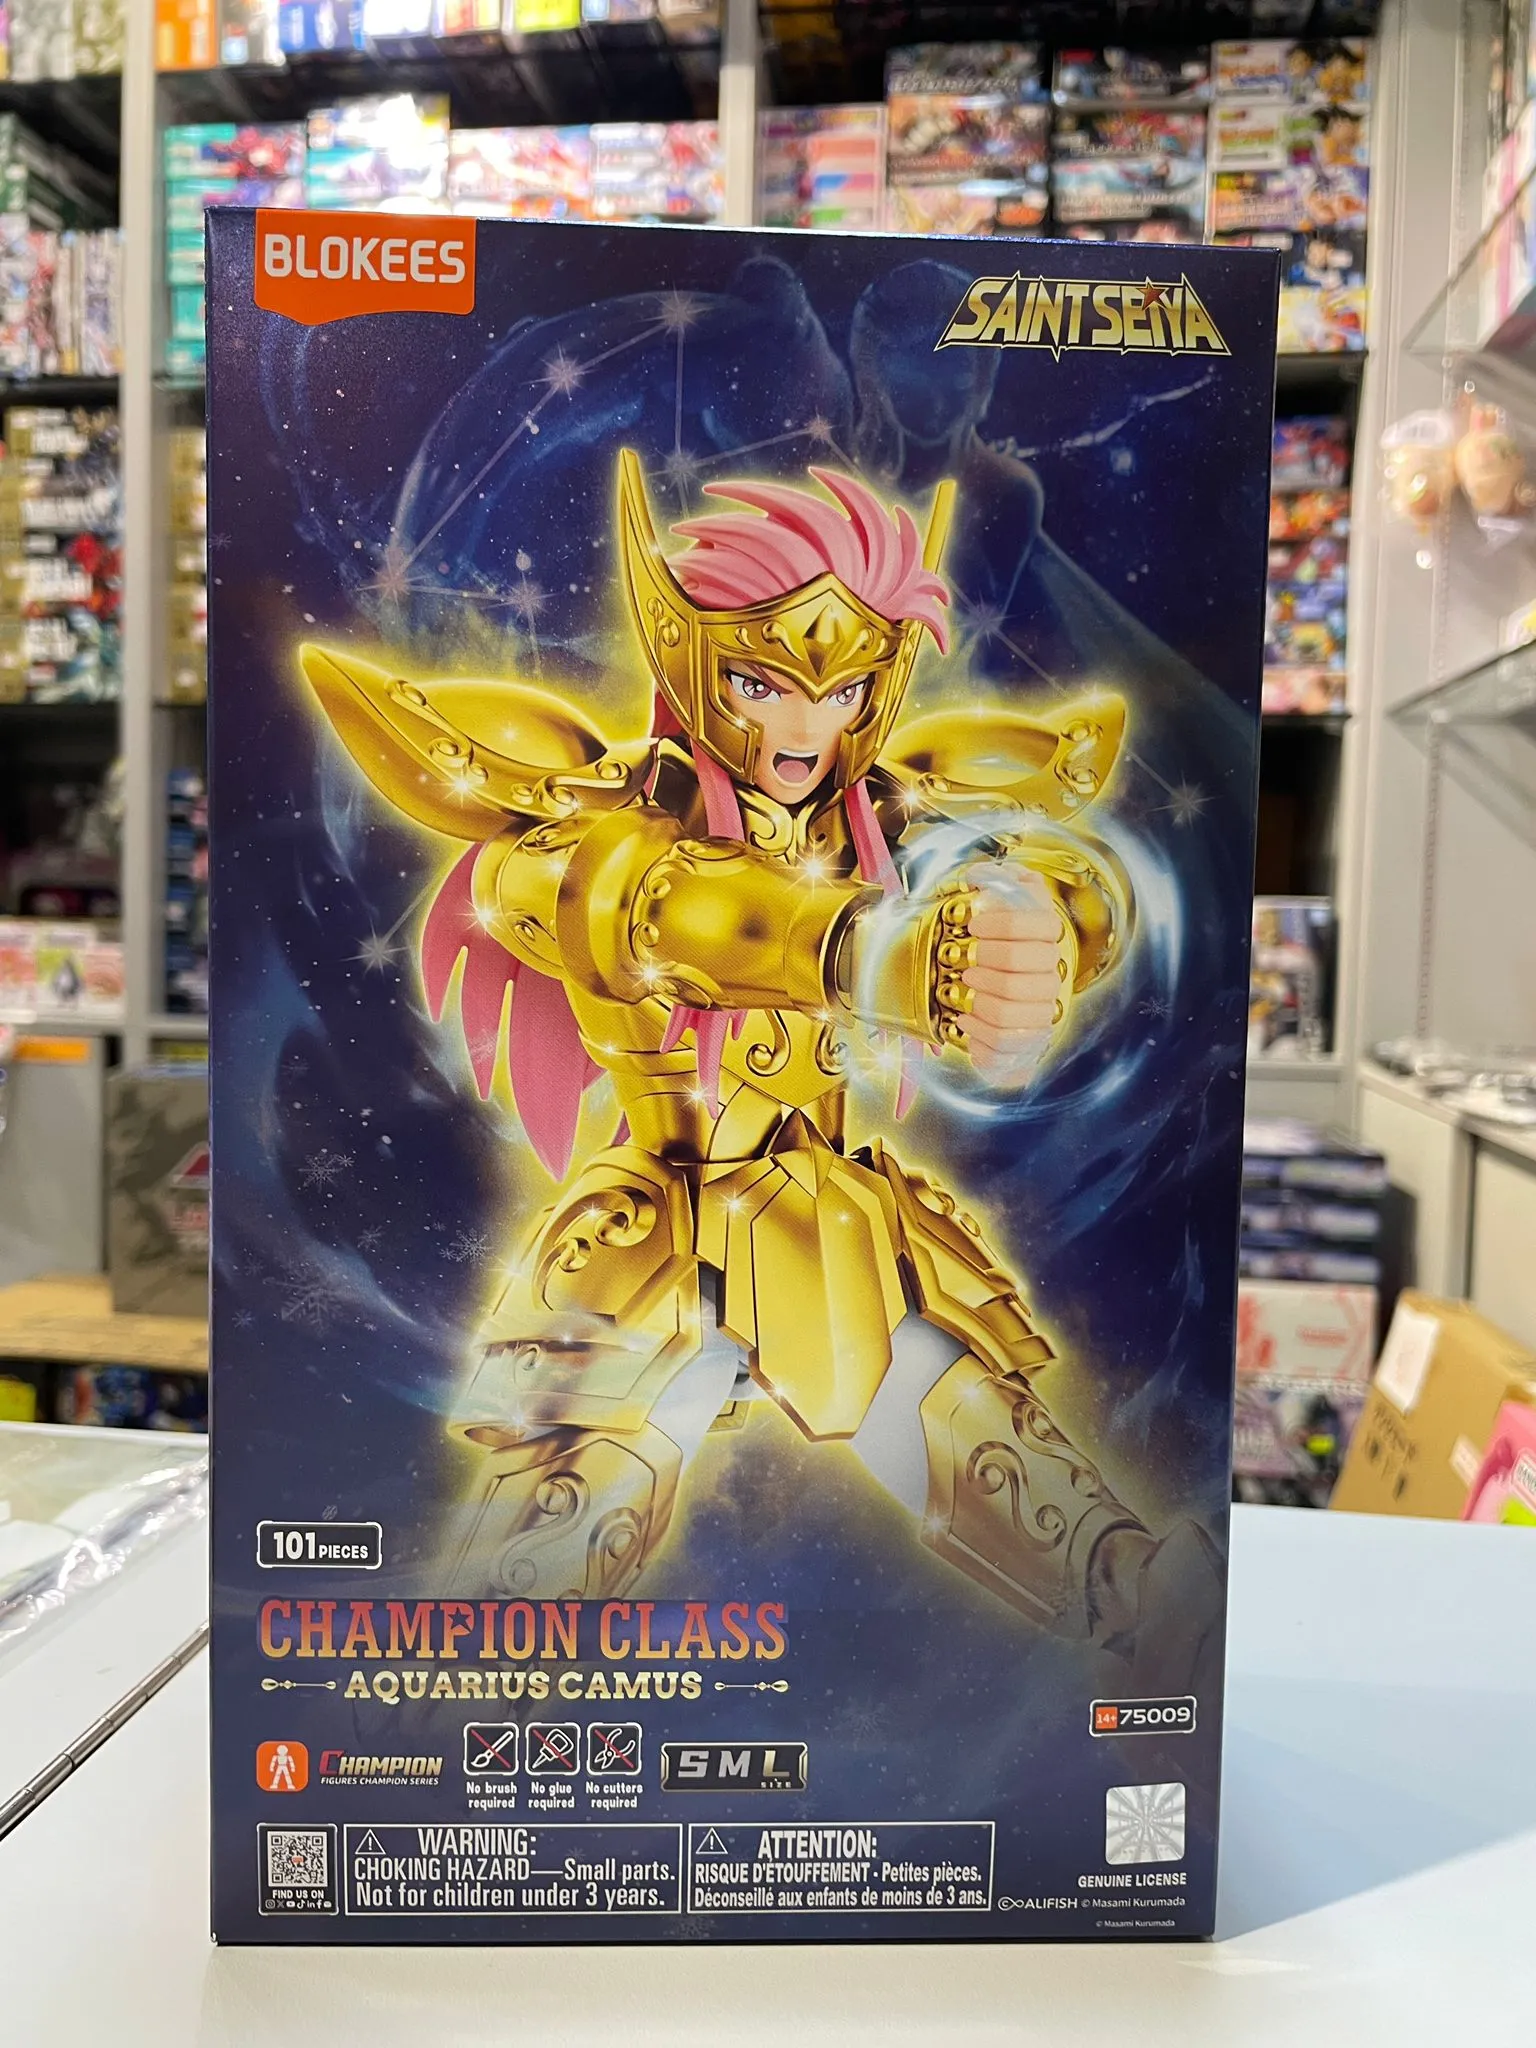 BLOKEES
SAINT SEIYA
101 PIECES
CHAMPION CLASS
AQUARIUS CAMUS
14+ 75009
CHAMPION
FIGURES CHAMPION SERIES
No brush required
No glue required
No cutters required
S M L
SIZE
FIND US ON
WARNING:
CHOKING HAZARD—Small parts.
Not for children under 3 years.
ATTENTION:
RISQUE D'ÉTOUFFEMENT - Petites pièces.
Déconseillé aux enfants de moins de 3 ans.
GENUINE LICENSE
ALIFISH © Masami Kurumada
© Masami Kurumada